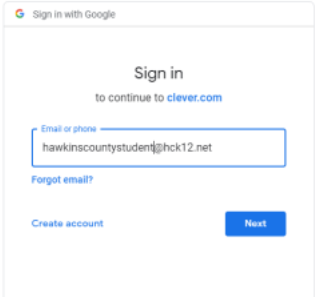 Sign in with Google
Sign in
to continue to clever.com
Email or phone
hawkinscountystudent@hck12.net
Forgot email?
Create account
Next